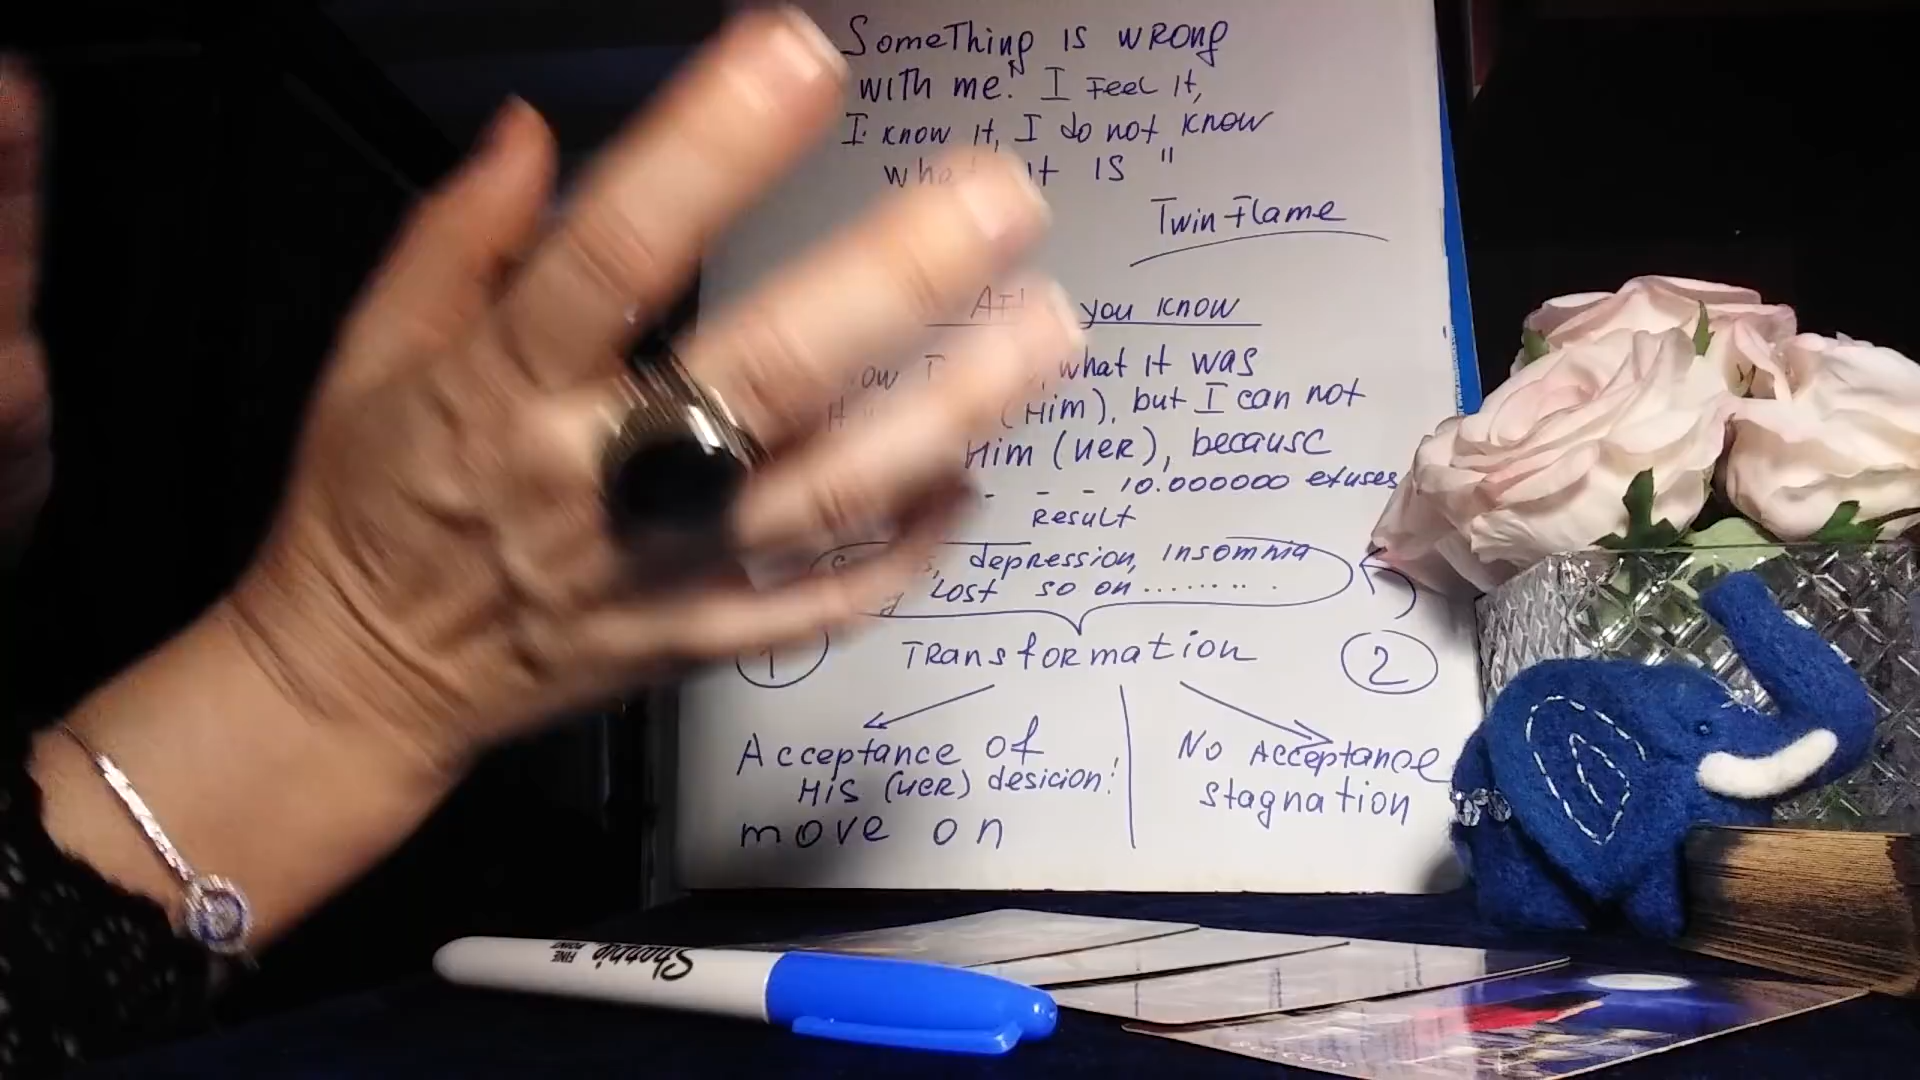 Something is wrong
with me." I feel it,
I know it, I do not know
it is "
Twin Flame
you know
what it was
(Him), but I can not
Him (Her), because
- - - 10.000000 exuses
Result
depression, insomnia
Lost so on..........
1 Transformation 2
Acceptance of
His (Her) desicion!
move on
No Acceptance
stagnation
Sharpie
FINE POINT